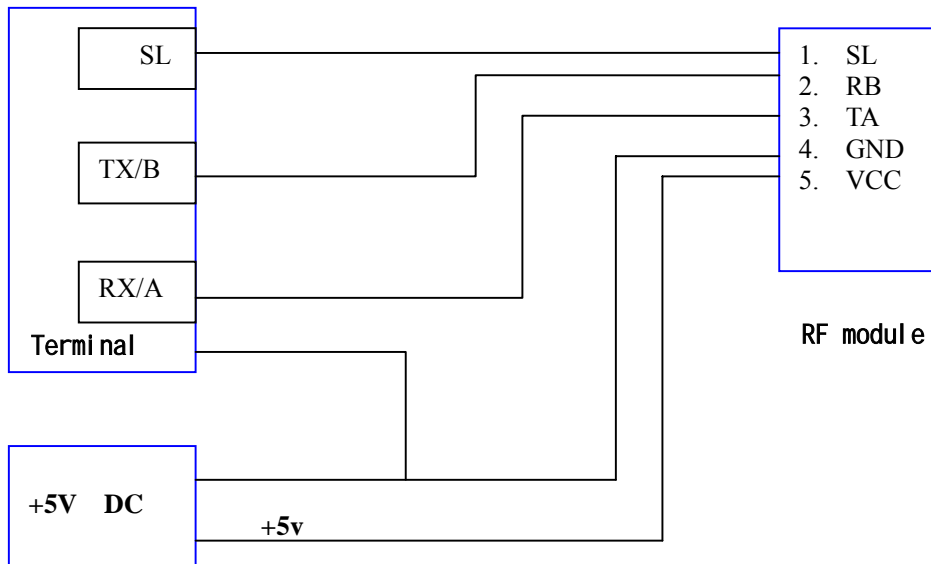 SL
TX/B
RX/A
Terminal
1. SL
2. RB
3. TA
4. GND
5. VCC
RF module
+5V DC
+5v